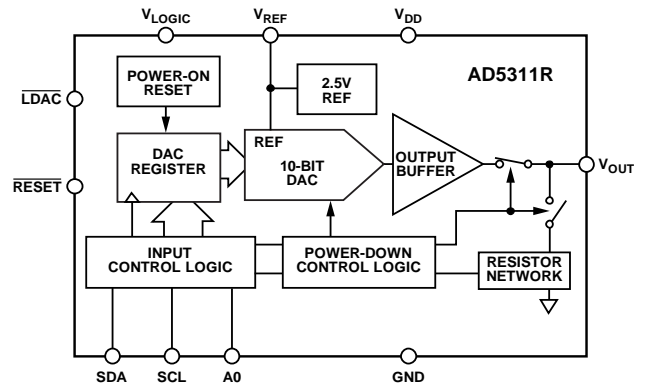 VLOGIC
VREF
VDD
AD5311R
POWER-ON
RESET
2.5V
REF
LDAC
DAC
REGISTER
REF
10-BIT
DAC
OUTPUT
BUFFER
VOUT
RESET
INPUT
CONTROL LOGIC
POWER-DOWN
CONTROL LOGIC
RESISTOR
NETWORK
SDA
SCL
A0
GND